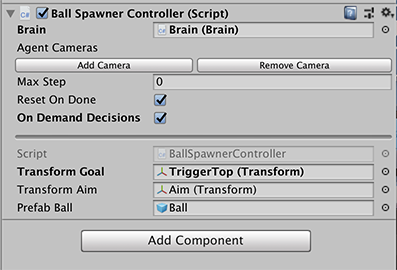 Ball Spawner Controller (Script)
Brain Brain (Brain)
Agent Cameras
Add Camera Remove Camera
Max Step 0
Reset On Done
On Demand Decisions
Script BallSpawnerController
Transform Goal TriggerTop (Transform)
Transform Aim Aim (Transform)
Prefab Ball Ball
Add Component